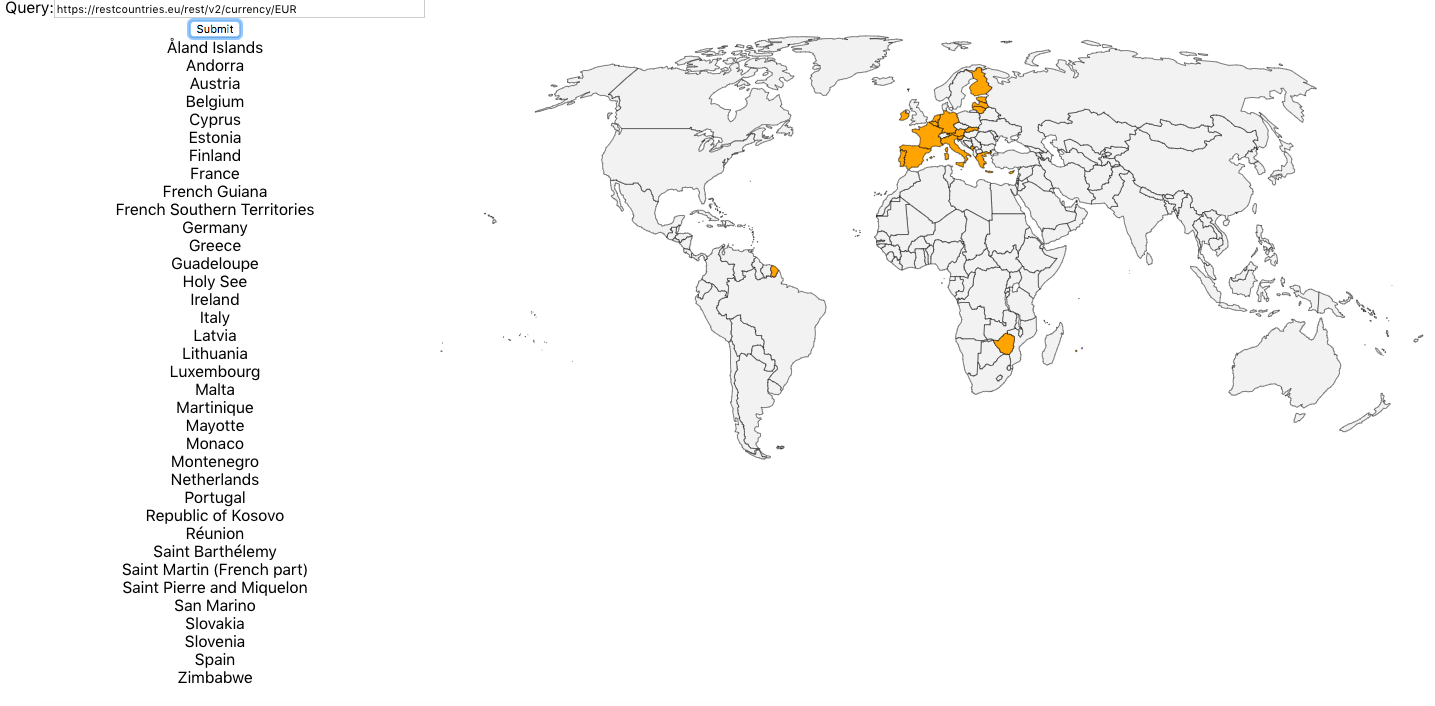 Query: https://restcountries.eu/rest/v2/currency/EUR
Submit
Åland Islands
Andorra
Austria
Belgium
Cyprus
Estonia
Finland
France
French Guiana
French Southern Territories
Germany
Greece
Guadeloupe
Holy See
Ireland
Italy
Latvia
Lithuania
Luxembourg
Malta
Martinique
Mayotte
Monaco
Montenegro
Netherlands
Portugal
Republic of Kosovo
Réunion
Saint Barthélemy
Saint Martin (French part)
Saint Pierre and Miquelon
San Marino
Slovakia
Slovenia
Spain
Zimbabwe